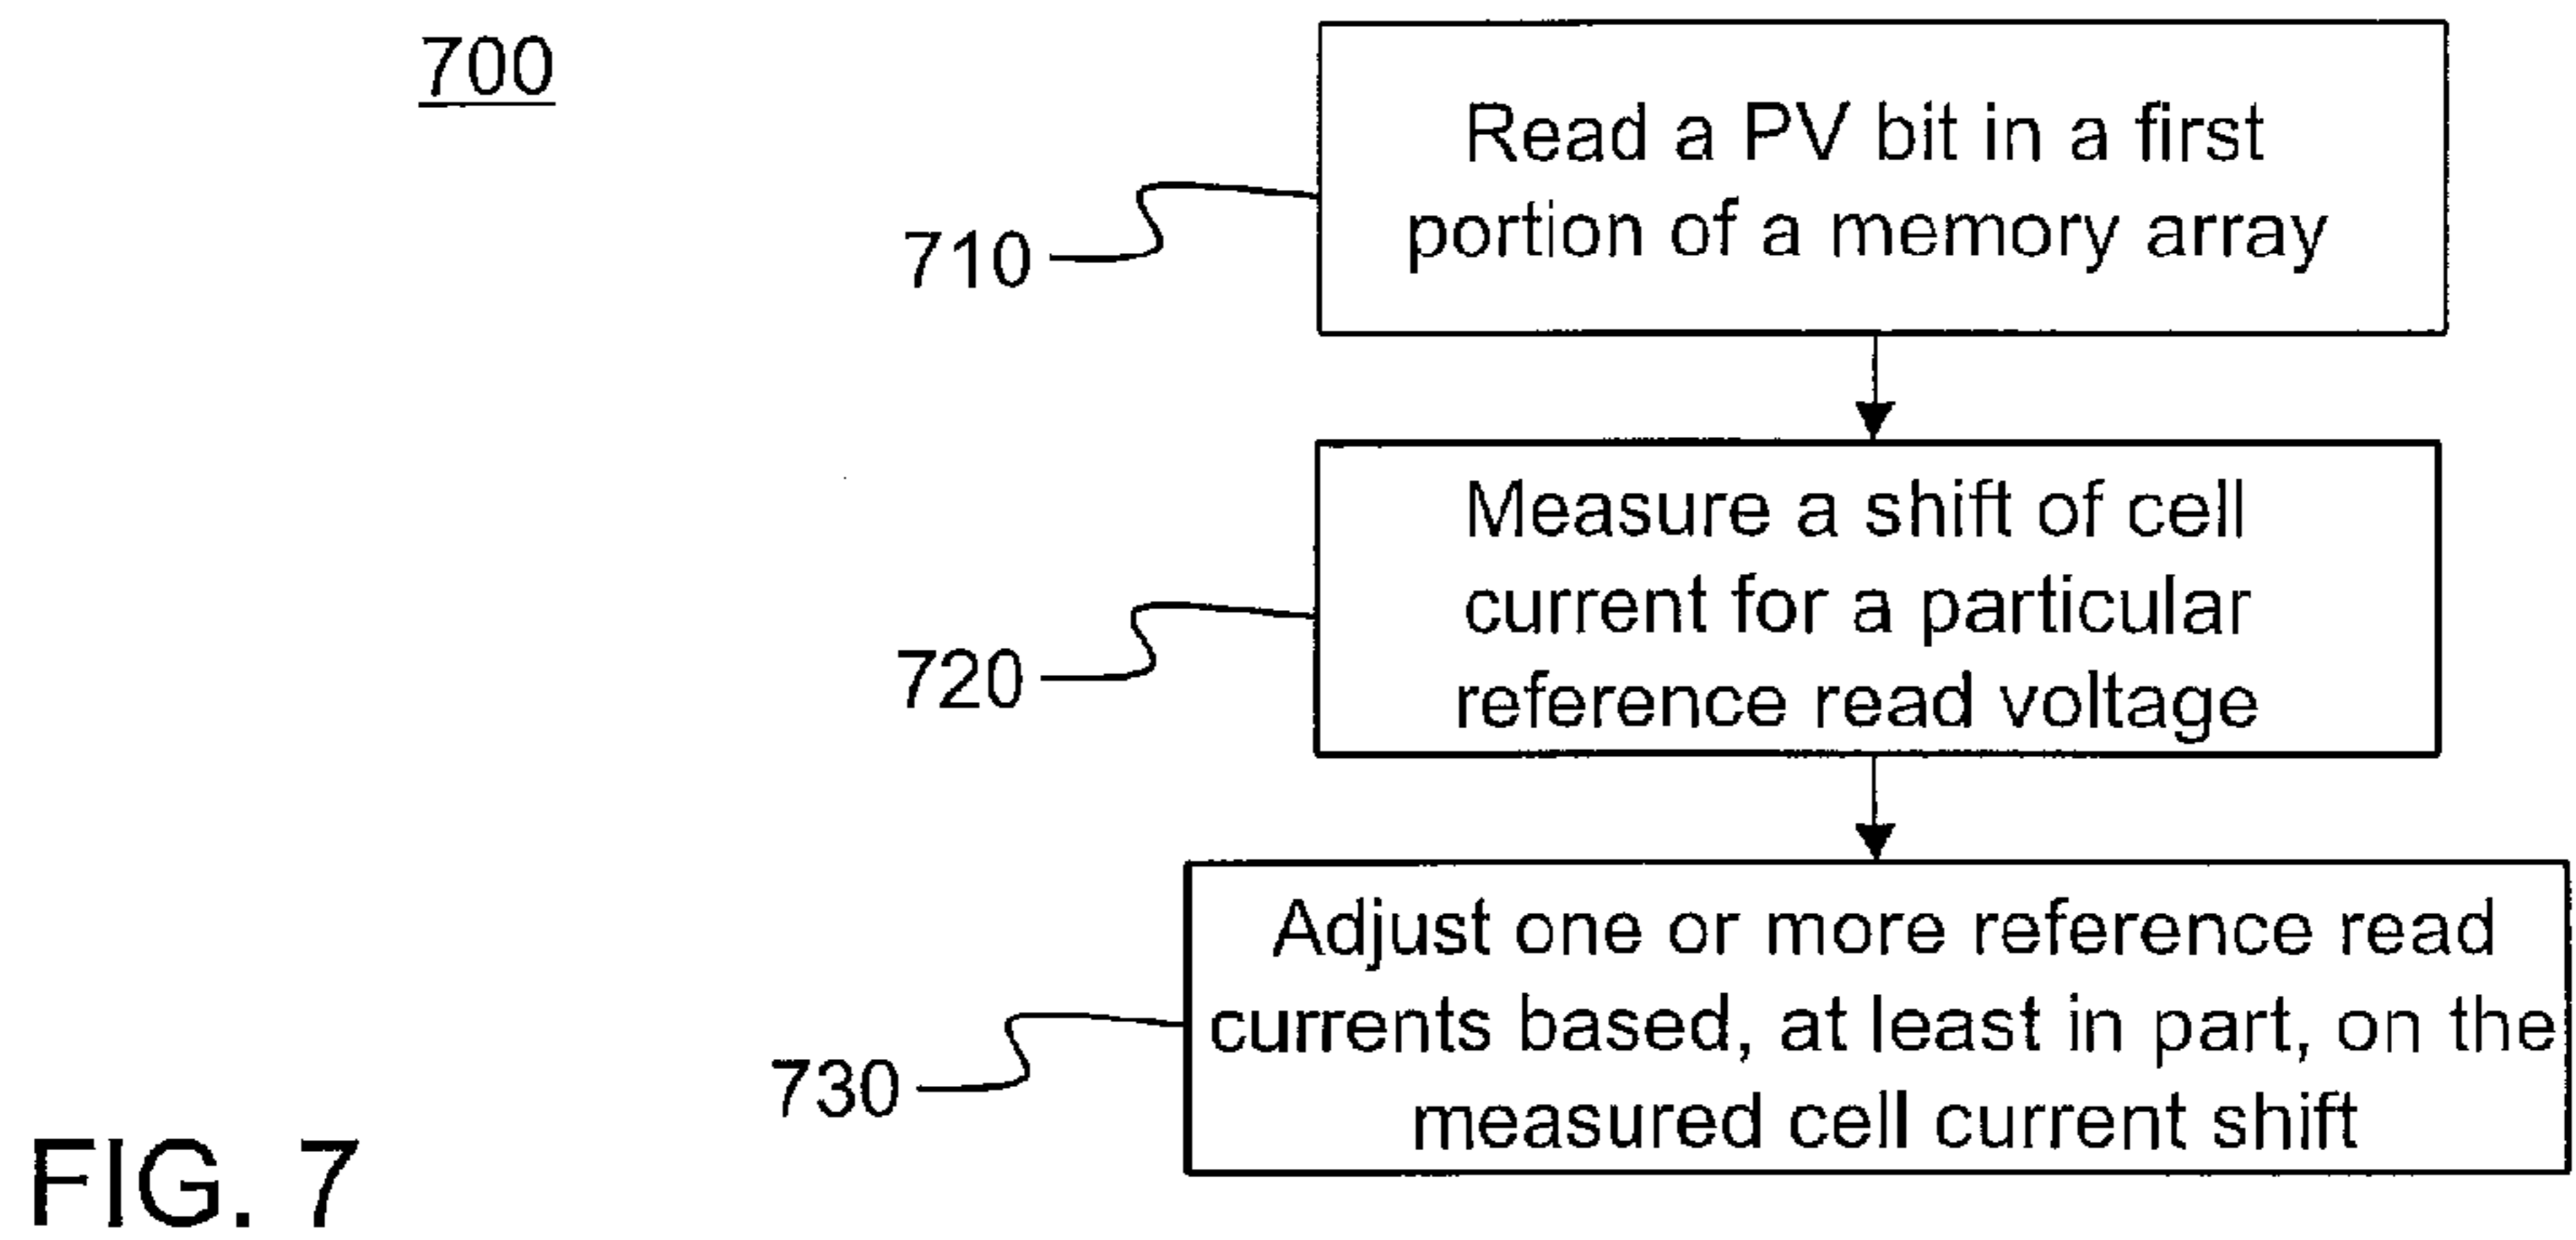 700
Read a PV bit in a first
portion of a memory array
710
Measure a shift of cell
current for a particular
reference read voltage
720
Adjust one or more reference read
currents based, at least in part, on the
measured cell current shift
730
FIG. 7